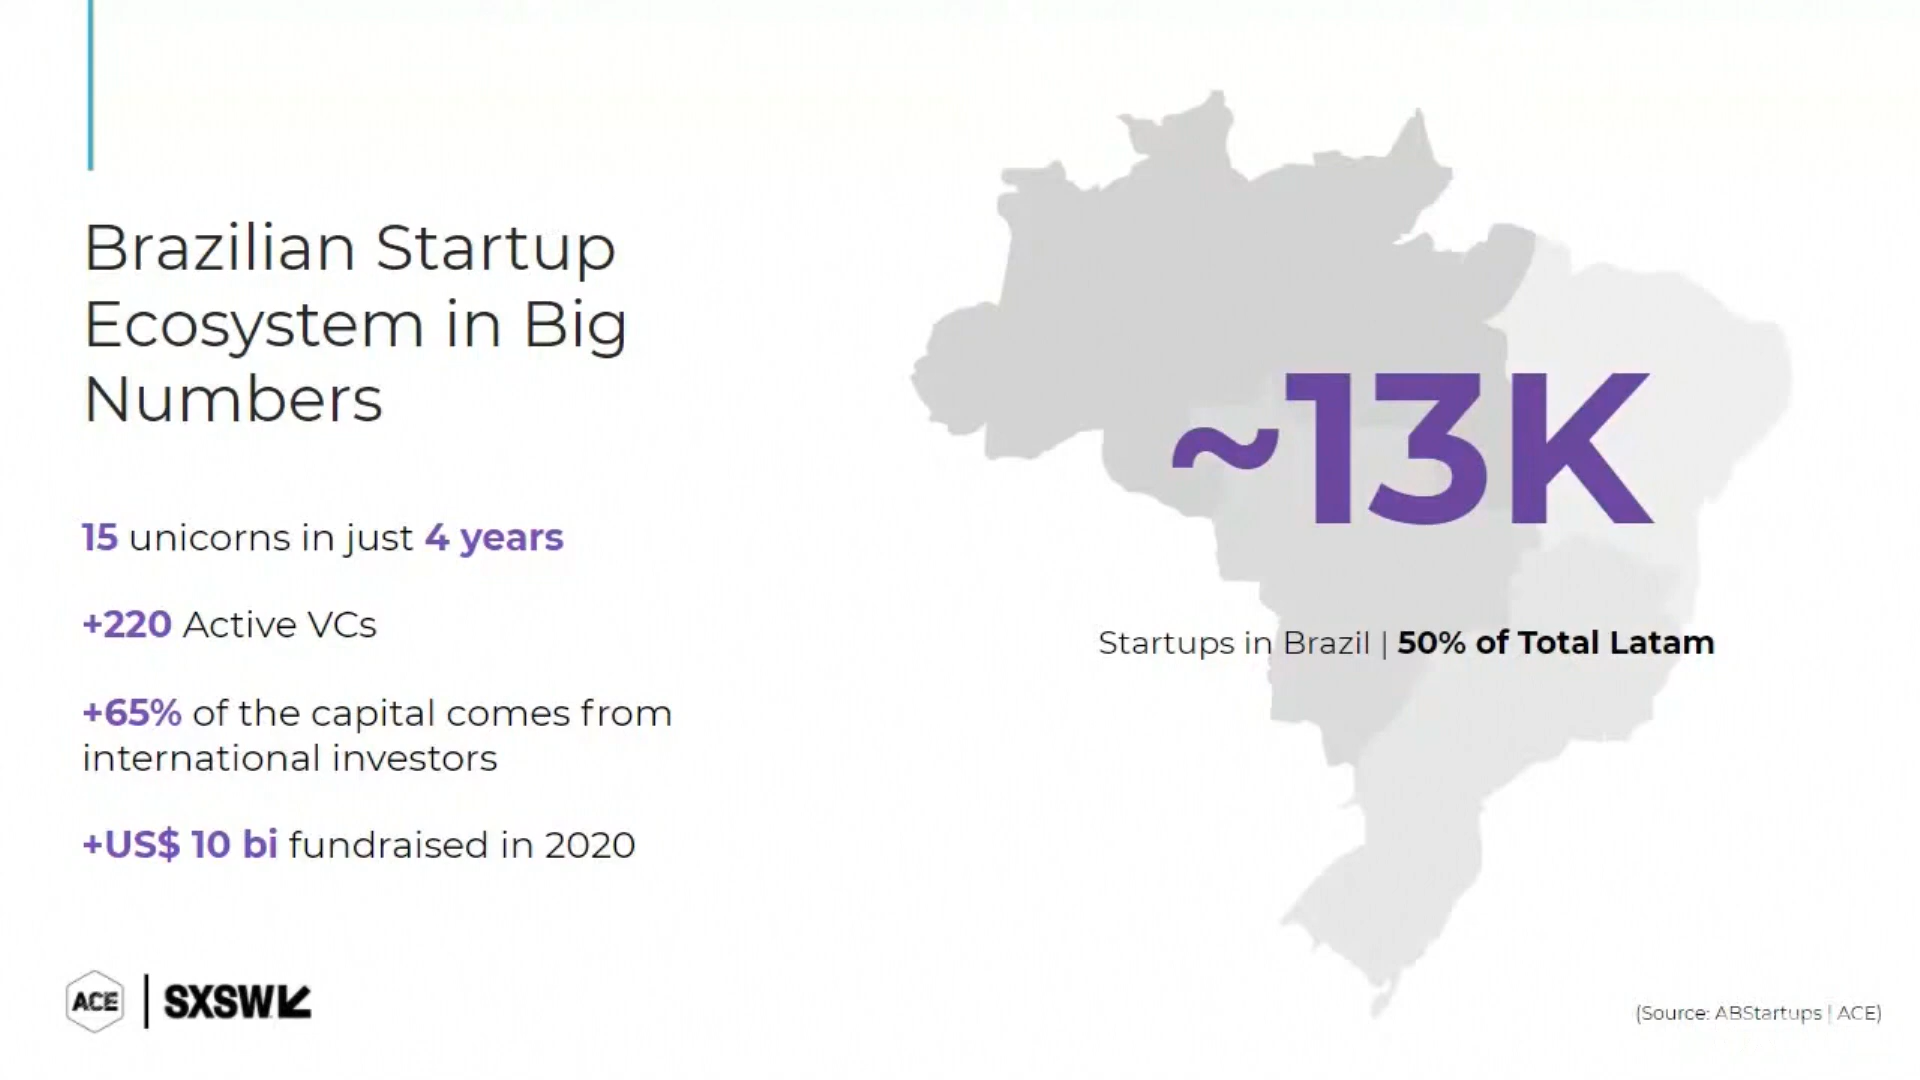 Brazilian Startup
Ecosystem in Big
Numbers
15 unicorns in just 4 years
+220 Active VCs
+65% of the capital comes from
international investors
+US$ 10 bi fundraised in 2020
~13K
Startups in Brazil | 50% of Total Latam
ACE | SXSW
(Source: ABStartups | ACE)